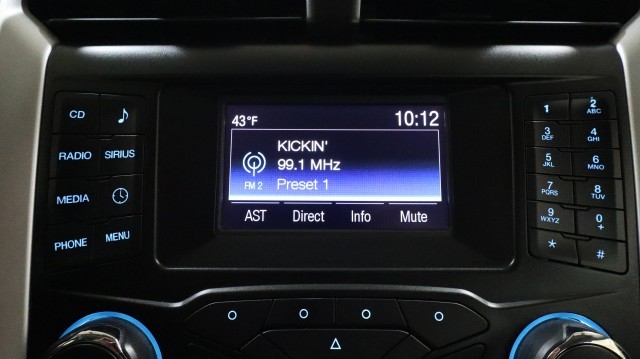 43°F 10:12
KICKIN'
99.1 MHz
FM 2 Preset 1
AST Direct Info Mute
CD
RADIO SIRIUS
MEDIA
PHONE MENU
1 2 ABC
3 DEF 4 GHI
5 JKL 6 MNO
7 PQRS 8 TUV
9 WXYZ 0 +
* #